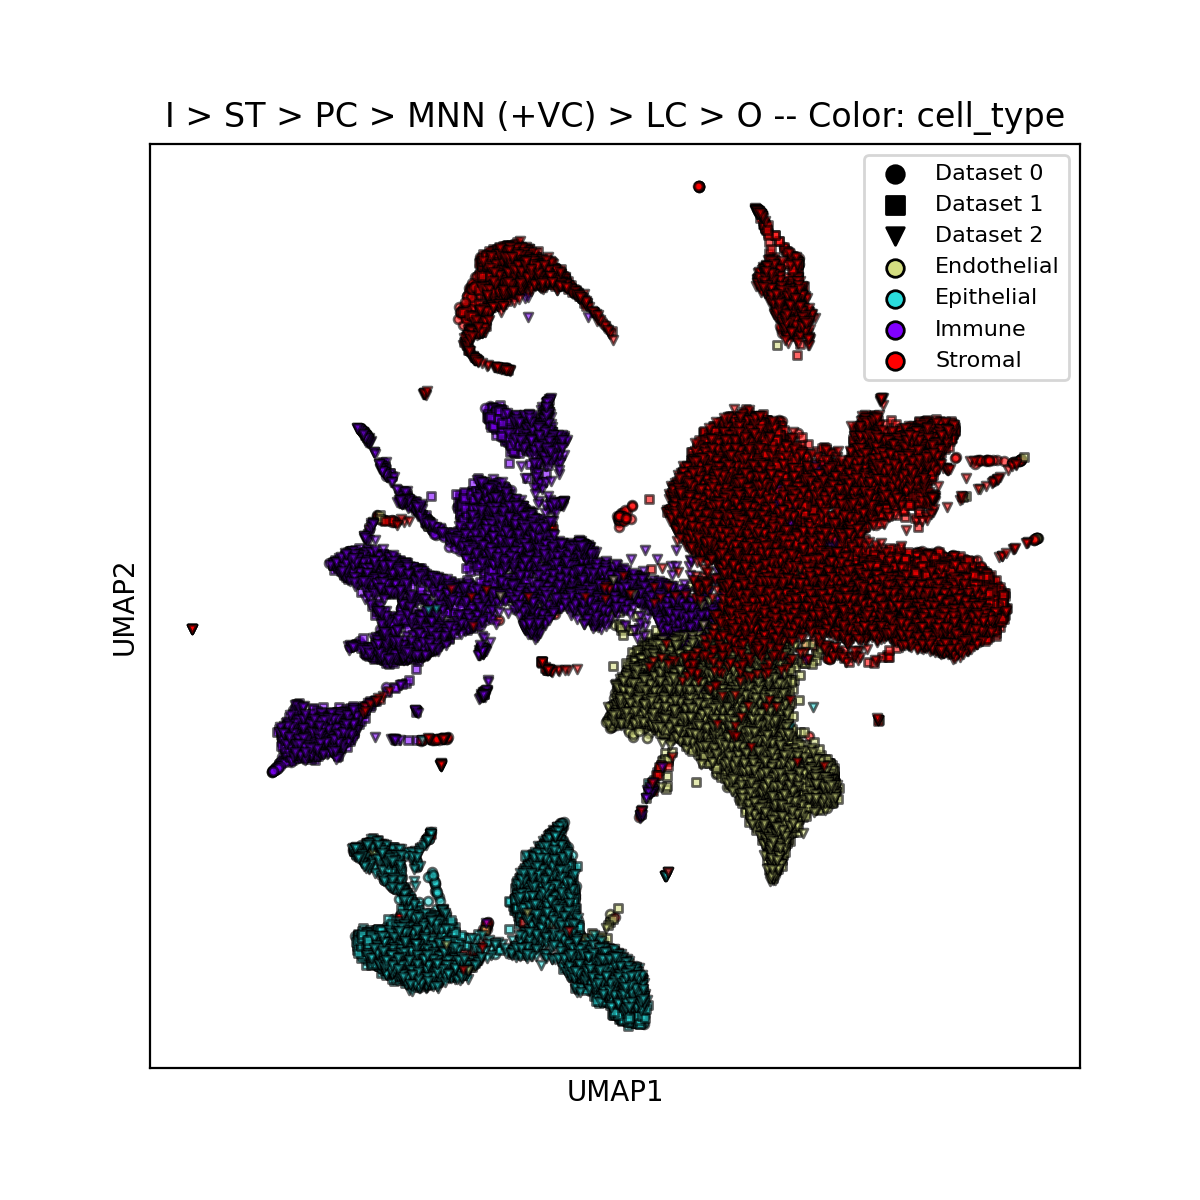 I > ST > PC > MNN (+VC) > LC > O -- Color: cell_type
Dataset 0
Dataset 1
Dataset 2
Endothelial
Epithelial
Immune
Stromal
UMAP2
UMAP1